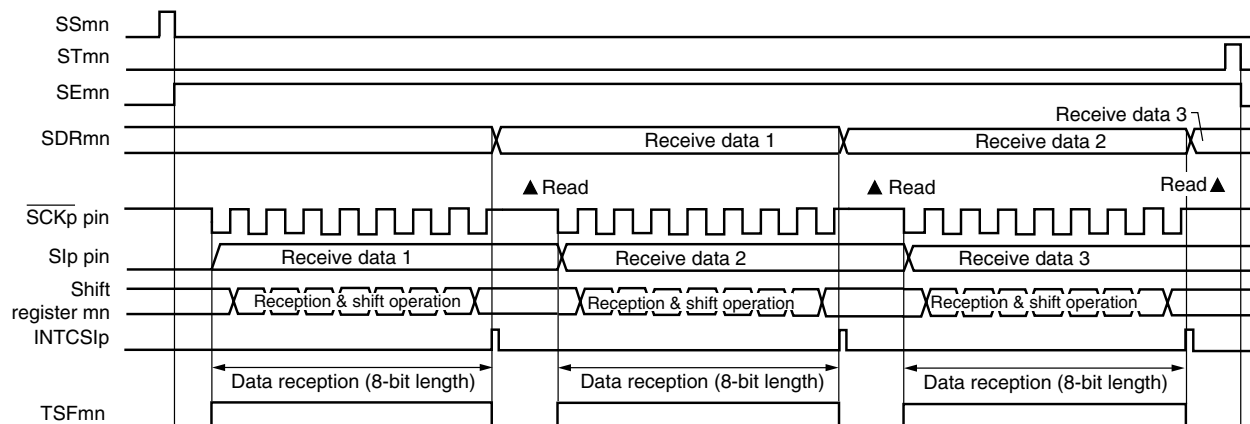 SSmn
STmn
SEmn
Receive data 3
SDRmn Receive data 1 Receive data 2
▲ Read ▲ Read Read ▲
SCKp pin
SIp pin Receive data 1 Receive data 2 Receive data 3
Shift
register mn Reception & shift operation Reception & shift operation Reception & shift operation
INTCSIp
Data reception (8-bit length) Data reception (8-bit length) Data reception (8-bit length)
TSFmn